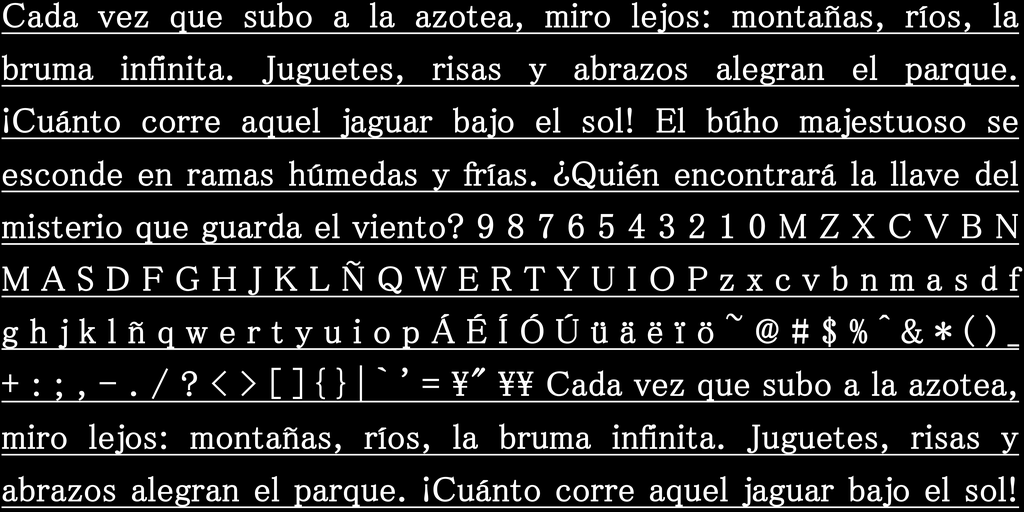 Cada vez que subo a la azotea, miro lejos: montañas, ríos, la
bruma infinita. Juguetes, risas y abrazos alegran el parque.
¡Cuánto corre aquel jaguar bajo el sol! El búho majestuoso se
esconde en ramas húmedas y frías. ¿Quién encontrará la llave del
misterio que guarda el viento? 9 8 7 6 5 4 3 2 1 0 M Z X C V B N
M A S D F G H J K L Ñ Q W E R T Y U I O P z x c v b n m a s d f
g h j k l ñ q w e r t y u i o p Á É Í Ó Ú ü ä ë ï ö ~ @ # $ % ^ & * ( ) _
+ : ; , - . / ? < > [ ] { } | ` ' = ¥" ¥¥ Cada vez que subo a la azotea,
miro lejos: montañas, ríos, la bruma infinita. Juguetes, risas y
abrazos alegran el parque. ¡Cuánto corre aquel jaguar bajo el sol!